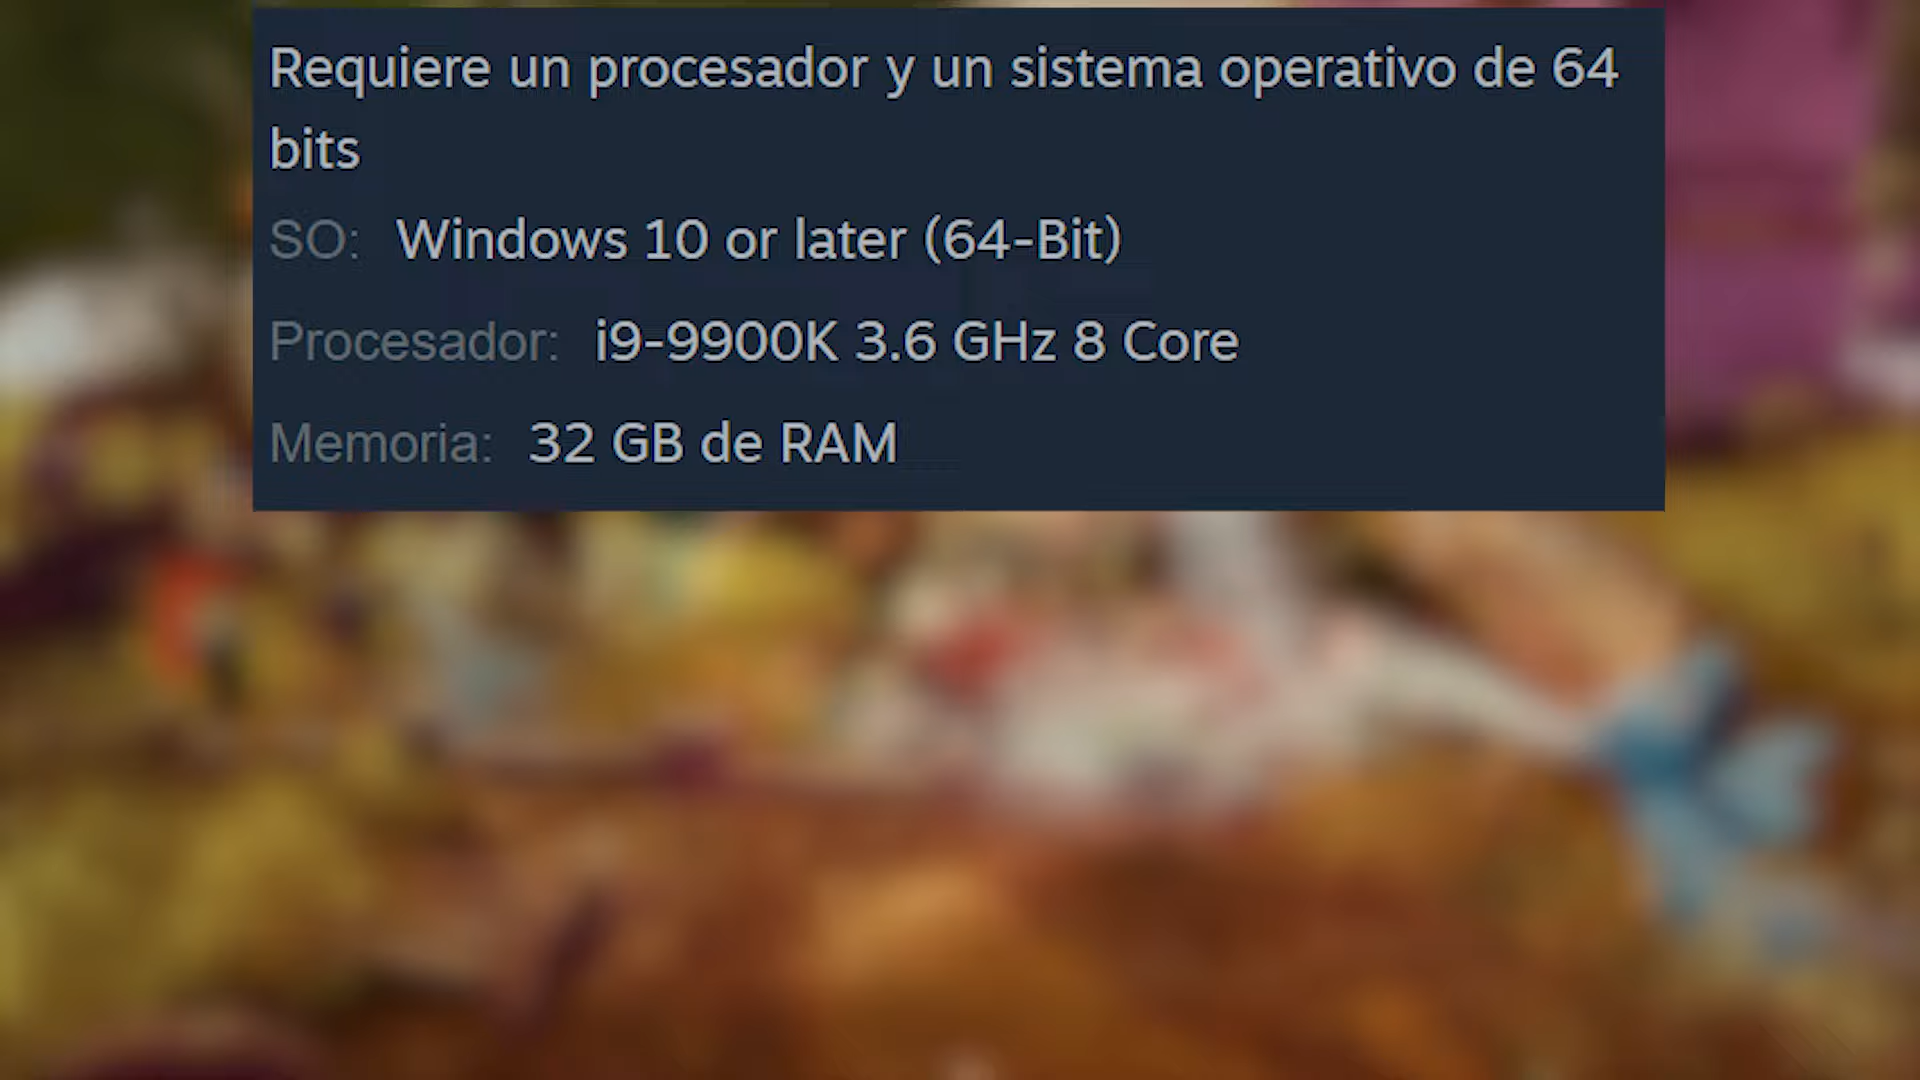 Requiere un procesador y un sistema operativo de 64
bits
SO: Windows 10 or later (64-Bit)
Procesador: i9-9900K 3.6 GHz 8 Core
Memoria: 32 GB de RAM